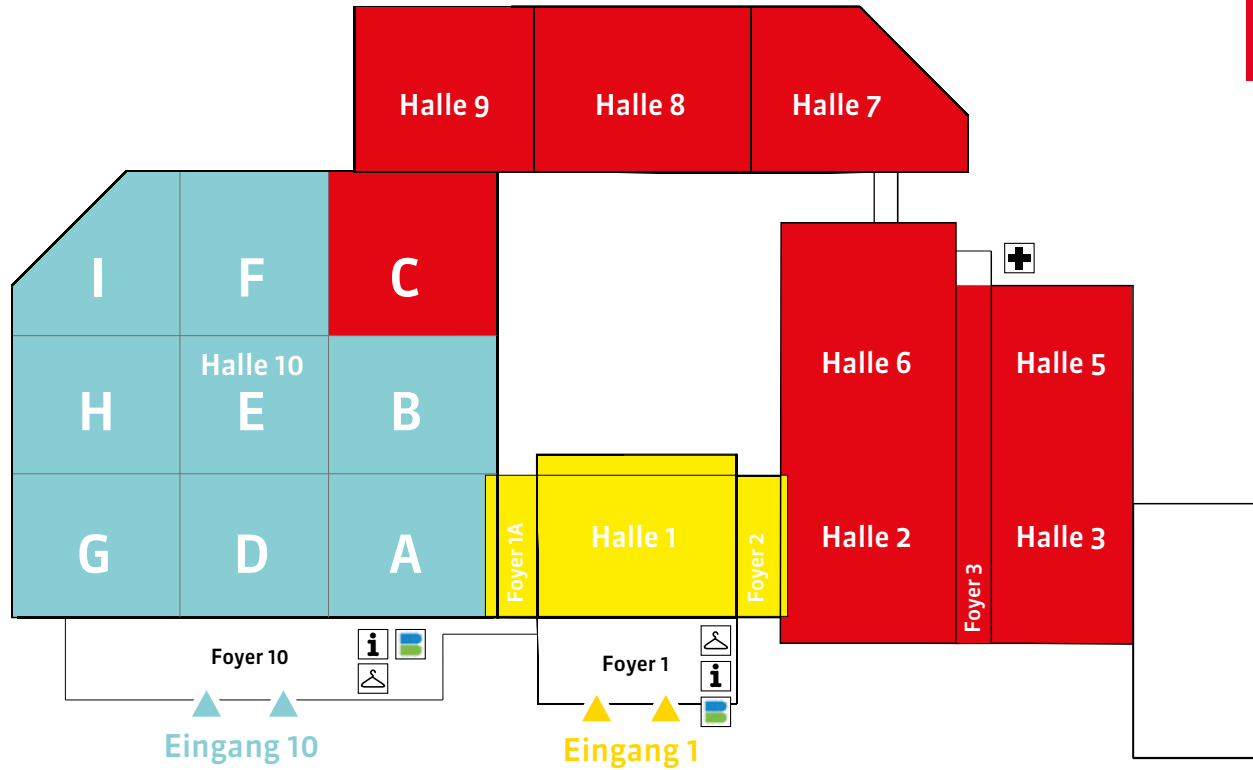 Halle 9
Halle 8
Halle 7
I
F
C
Halle 10
H
E
B
G
D
A
Foyer 1A
Halle 1
Foyer 2
Halle 6
Halle 2
Foyer 3
Halle 5
Halle 3
Foyer 10
i
Foyer 1
i
Eingang 10
Eingang 1